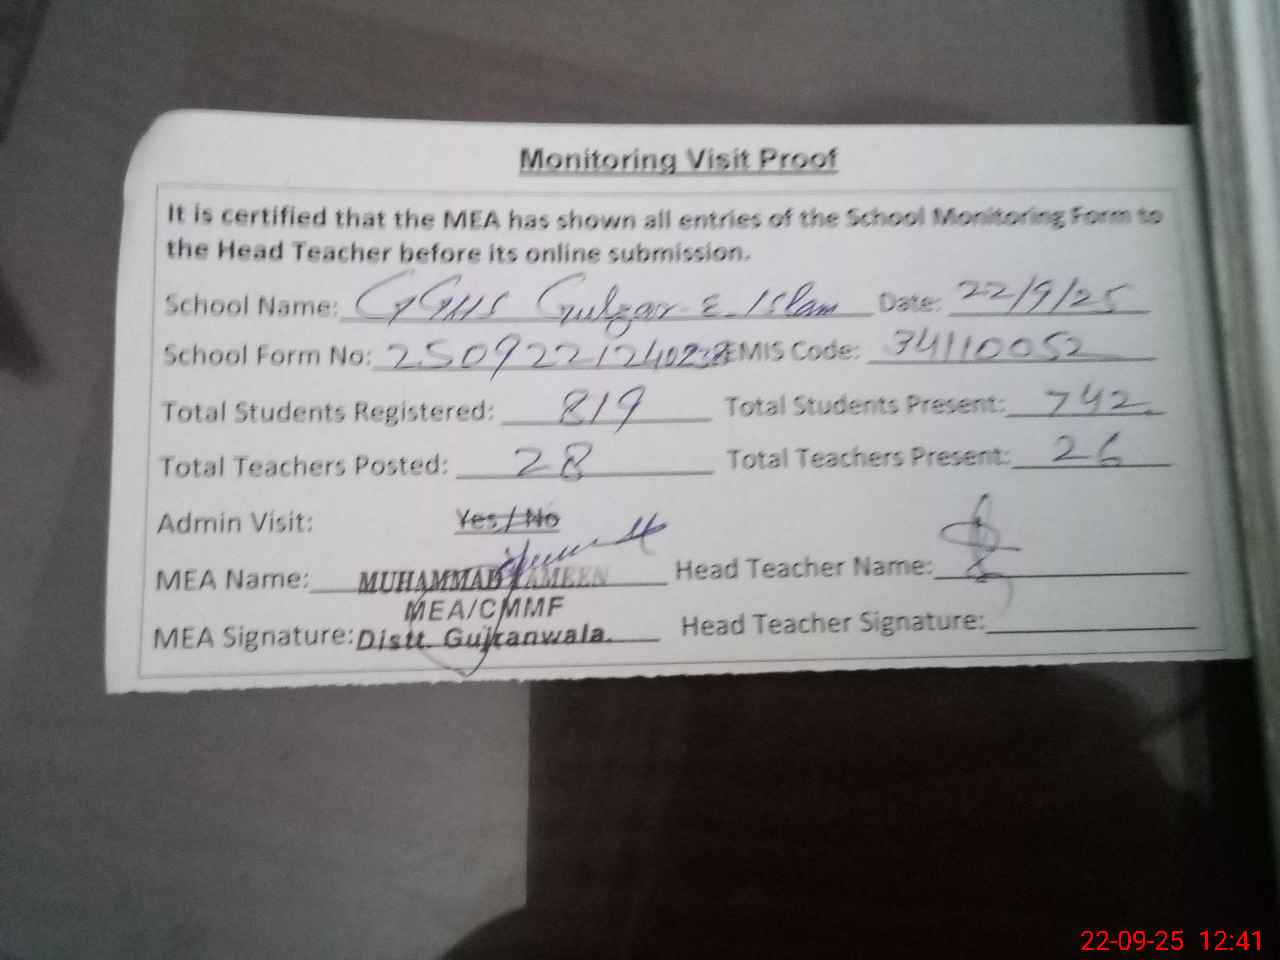 Monitoring Visit Proof
It is certified that the MEA has shown all entries of the School Monitoring Form to
the Head Teacher before its online submission.
School Name: GGHS Gulzar-E-Islam Date: 22/9/25
School Form No: EMIS Code: 34110052
Total Students Registered: 819 Total Students Present: 742
Total Teachers Posted: 28 Total Teachers Present: 26
Admin Visit: Yes / No
MEA Name: MUHAMMAD YAMEEN Head Teacher Name:
MEA/CMMF
MEA Signature: Distt. Gujranwala. Head Teacher Signature:
22-09-25 12:41